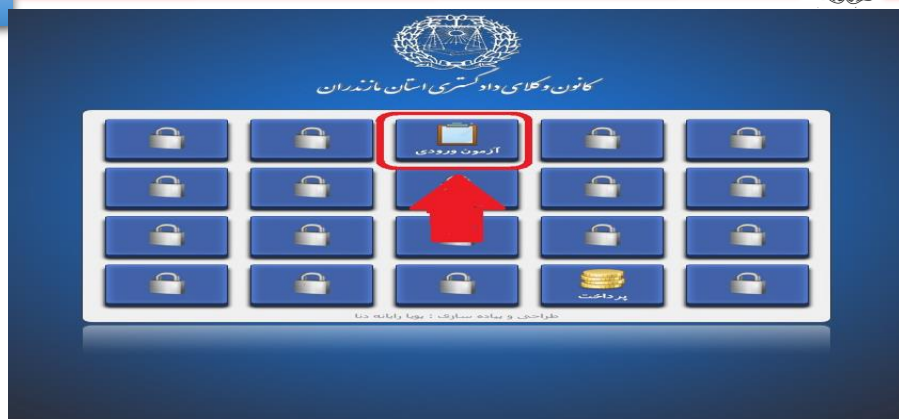 کانون وکلای دادگستری استان مازندران
آزمون ورودی
پرداخت
طراحی و پیاده سازی : پویا رایانه دنا